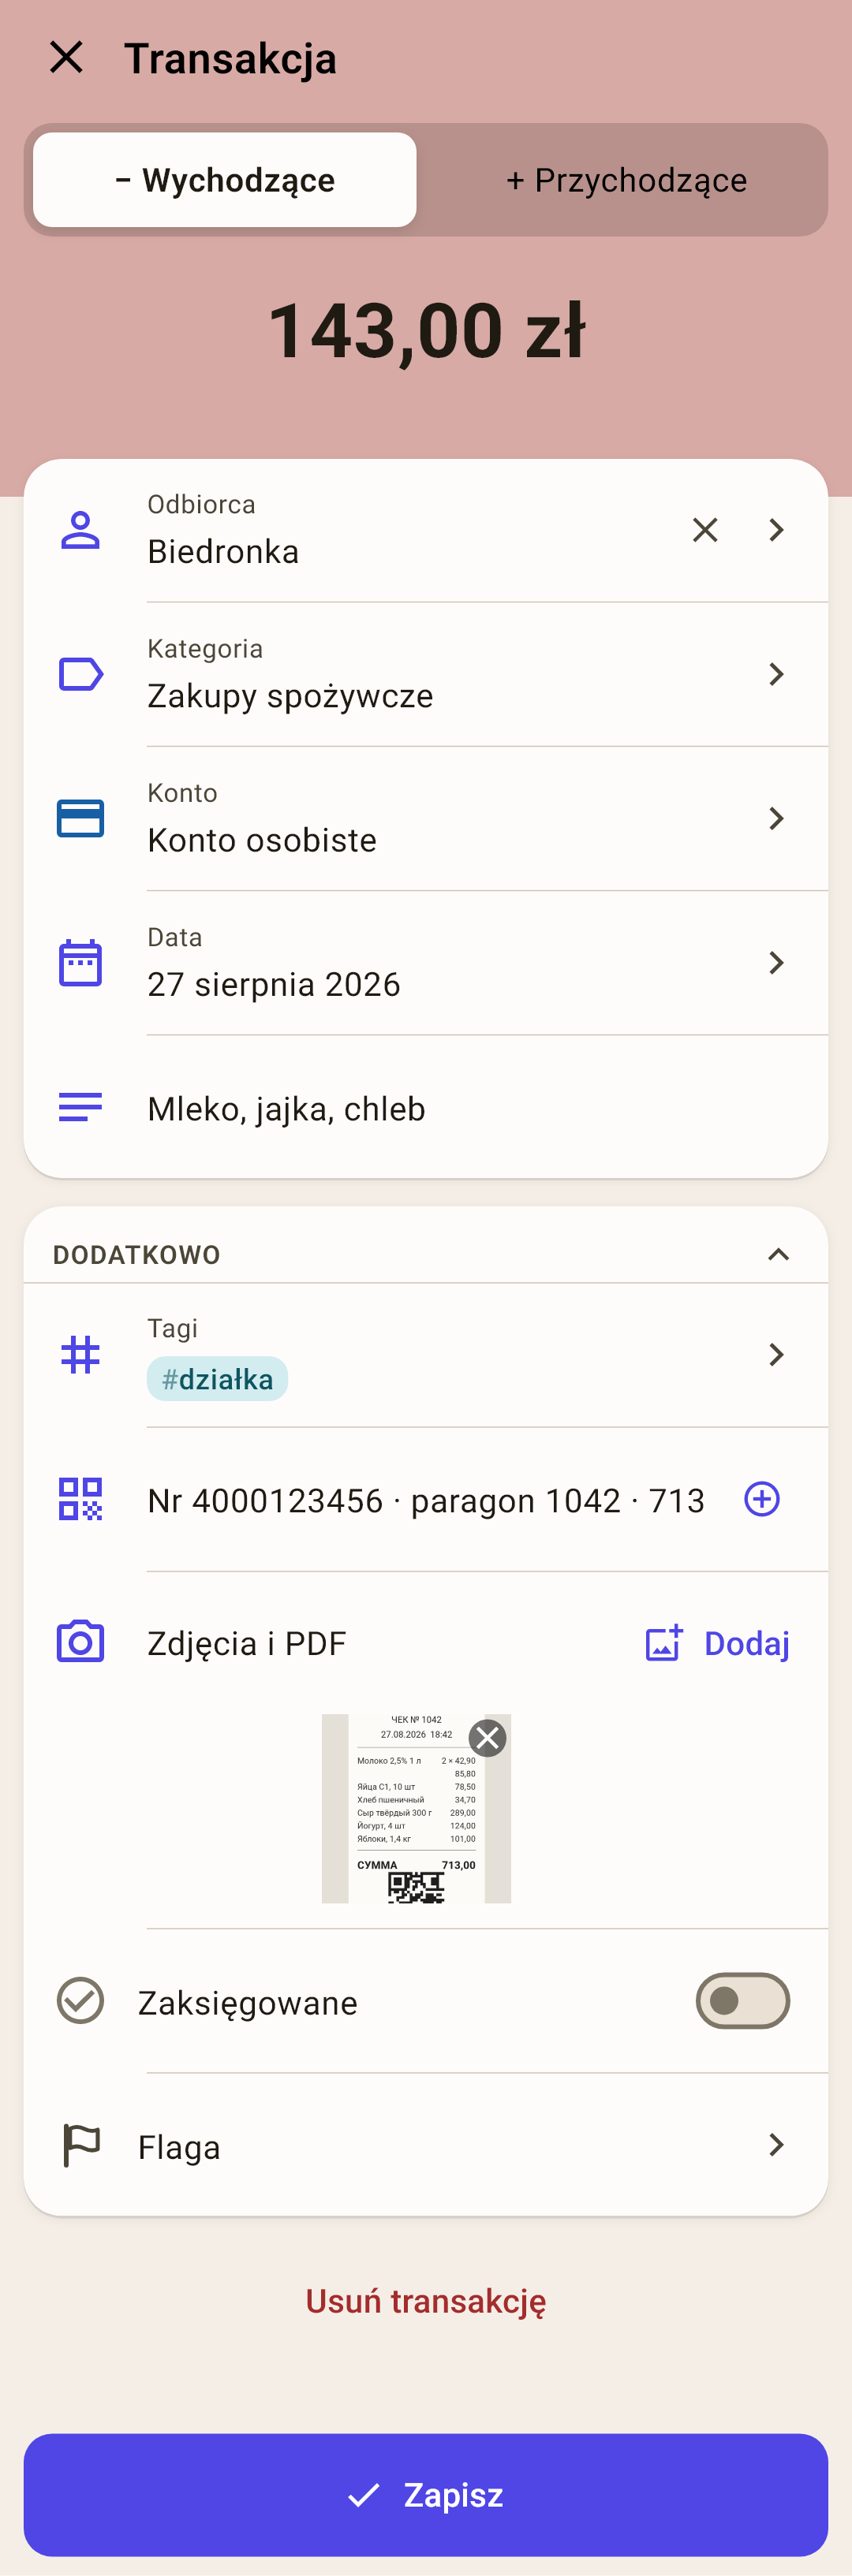 Transakcja
− Wychodzące
+ Przychodzące
143,00 zł
Odbiorca
Biedronka
Kategoria
Zakupy spożywcze
Konto
Konto osobiste
Data
27 sierpnia 2026
Mleko, jajka, chleb
DODATKOWO
Tagi
#działka
Nr 4000123456 · paragon 1042 · 713
Zdjęcia i PDF
Dodaj
ЧЕК № 1042
27.08.2026 18:42
Молоко 2,5% 1 л 2 × 42,90
85,80
Яйца С1, 10 шт 78,50
Хлеб пшеничный 34,70
Сыр твёрдый 300 г 289,00
Йогурт, 4 шт 124,00
Яблоки, 1,4 кг 101,00
СУММА 713,00
Zaksięgowane
Flaga
Usuń transakcję
Zapisz